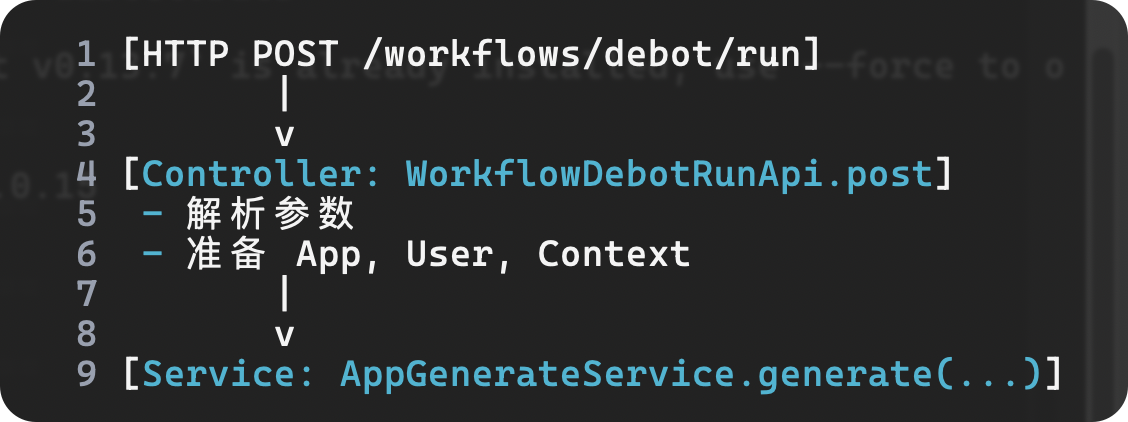 1 [HTTP POST /workflows/debot/run]
2 |
3 v
4 [Controller: WorkflowDebotRunApi.post]
5 - 解析参数
6 - 准备 App, User, Context
7 |
8 v
9 [Service: AppGenerateService.generate(...)]